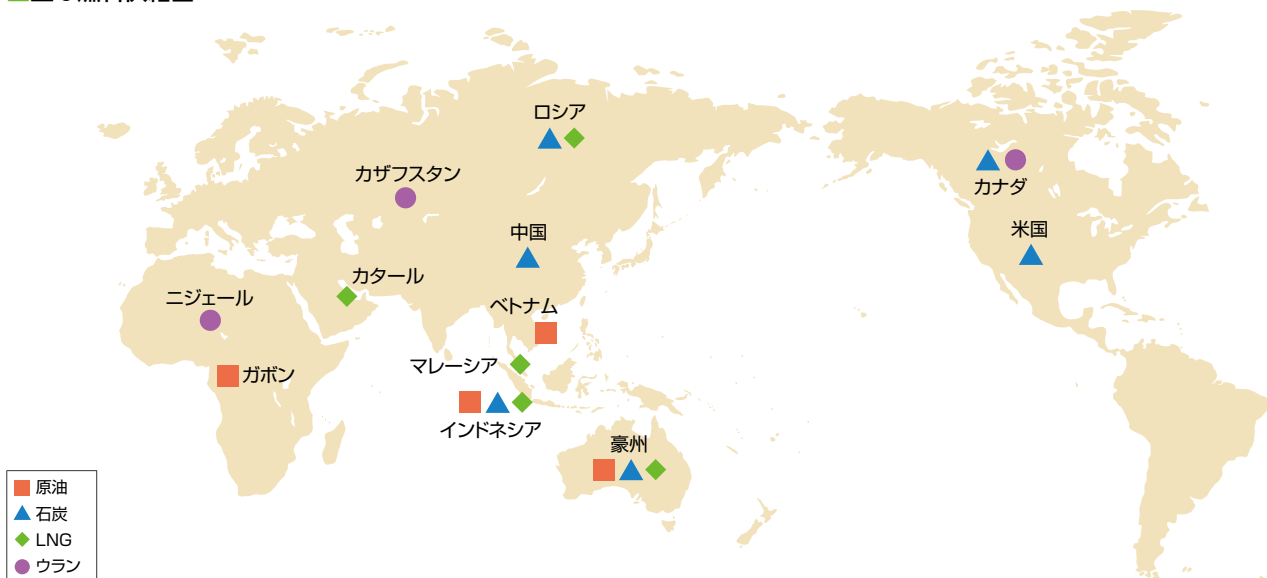 ロシア
カザフスタン
カナダ
中国
米国
カタール
ニジェール
ベトナム
マレーシア
ガボン
インドネシア
豪州
原油
石炭
LNG
ウラン